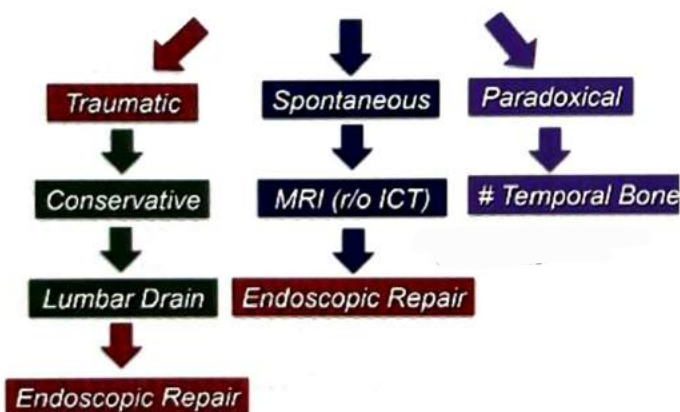 Traumatic
Spontaneous
Paradoxical
Conservative
MRI (r/o ICT)
# Temporal Bone
Lumbar Drain
Endoscopic Repair
Endoscopic Repair